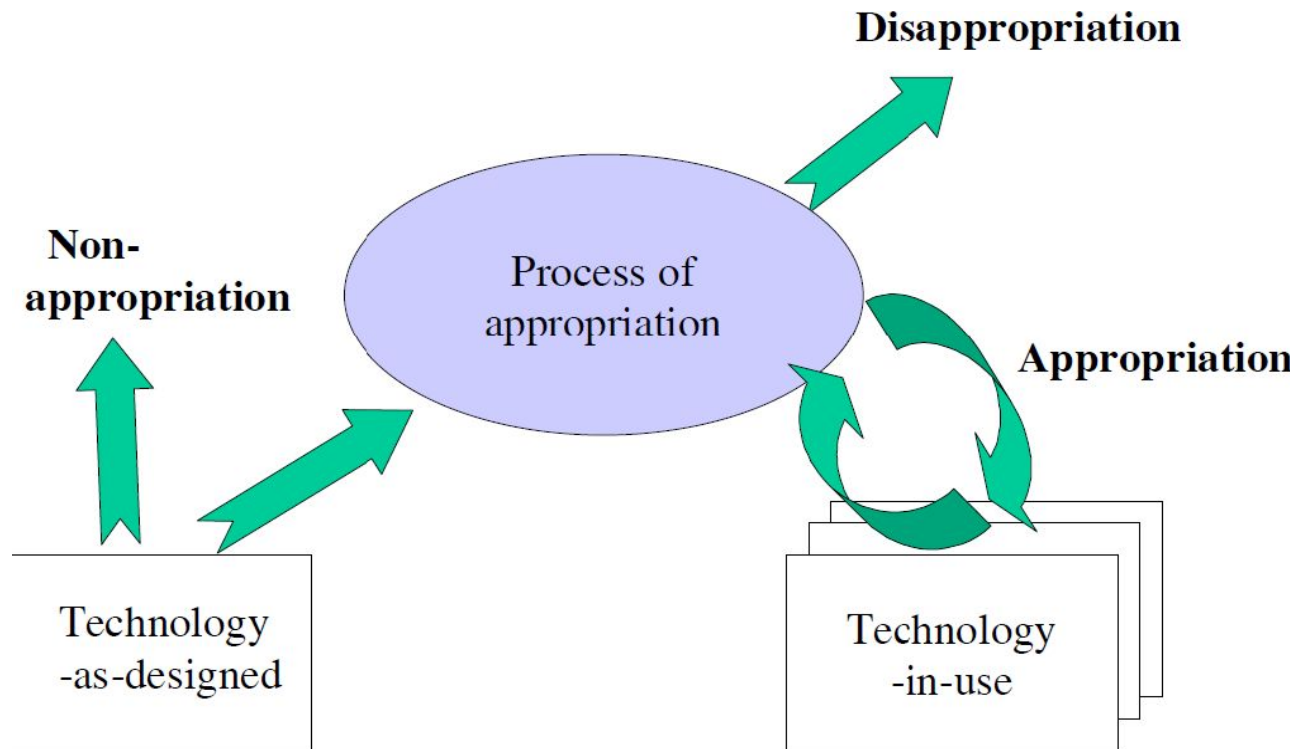 Disappropriation
Non-
appropriation
Process of
appropriation
Appropriation
Technology
-as-designed
Technology
-in-use